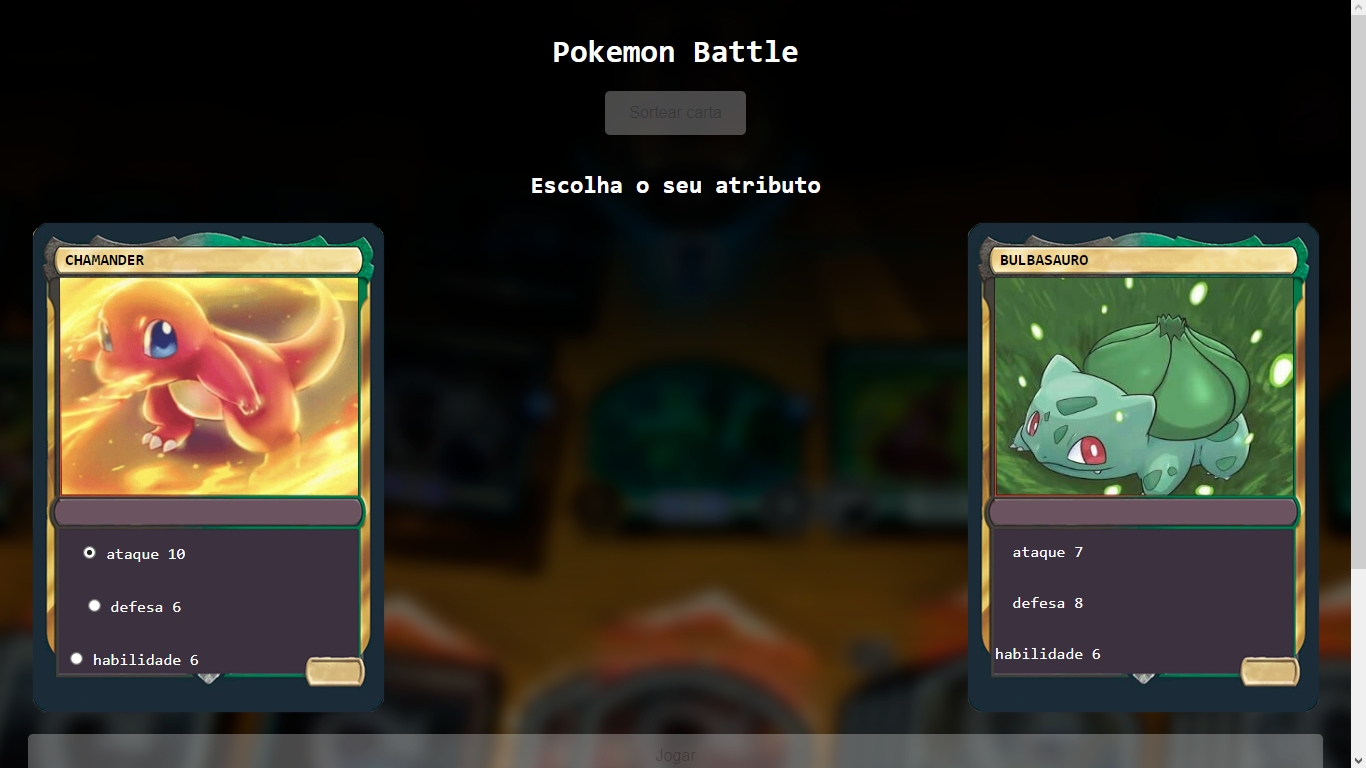 Pokemon Battle
Sortear carta
Escolha o seu atributo
CHAMANDER
ataque 10
defesa 6
habilidade 6
BULBASAURO
ataque 7
defesa 8
habilidade 6
Jogar